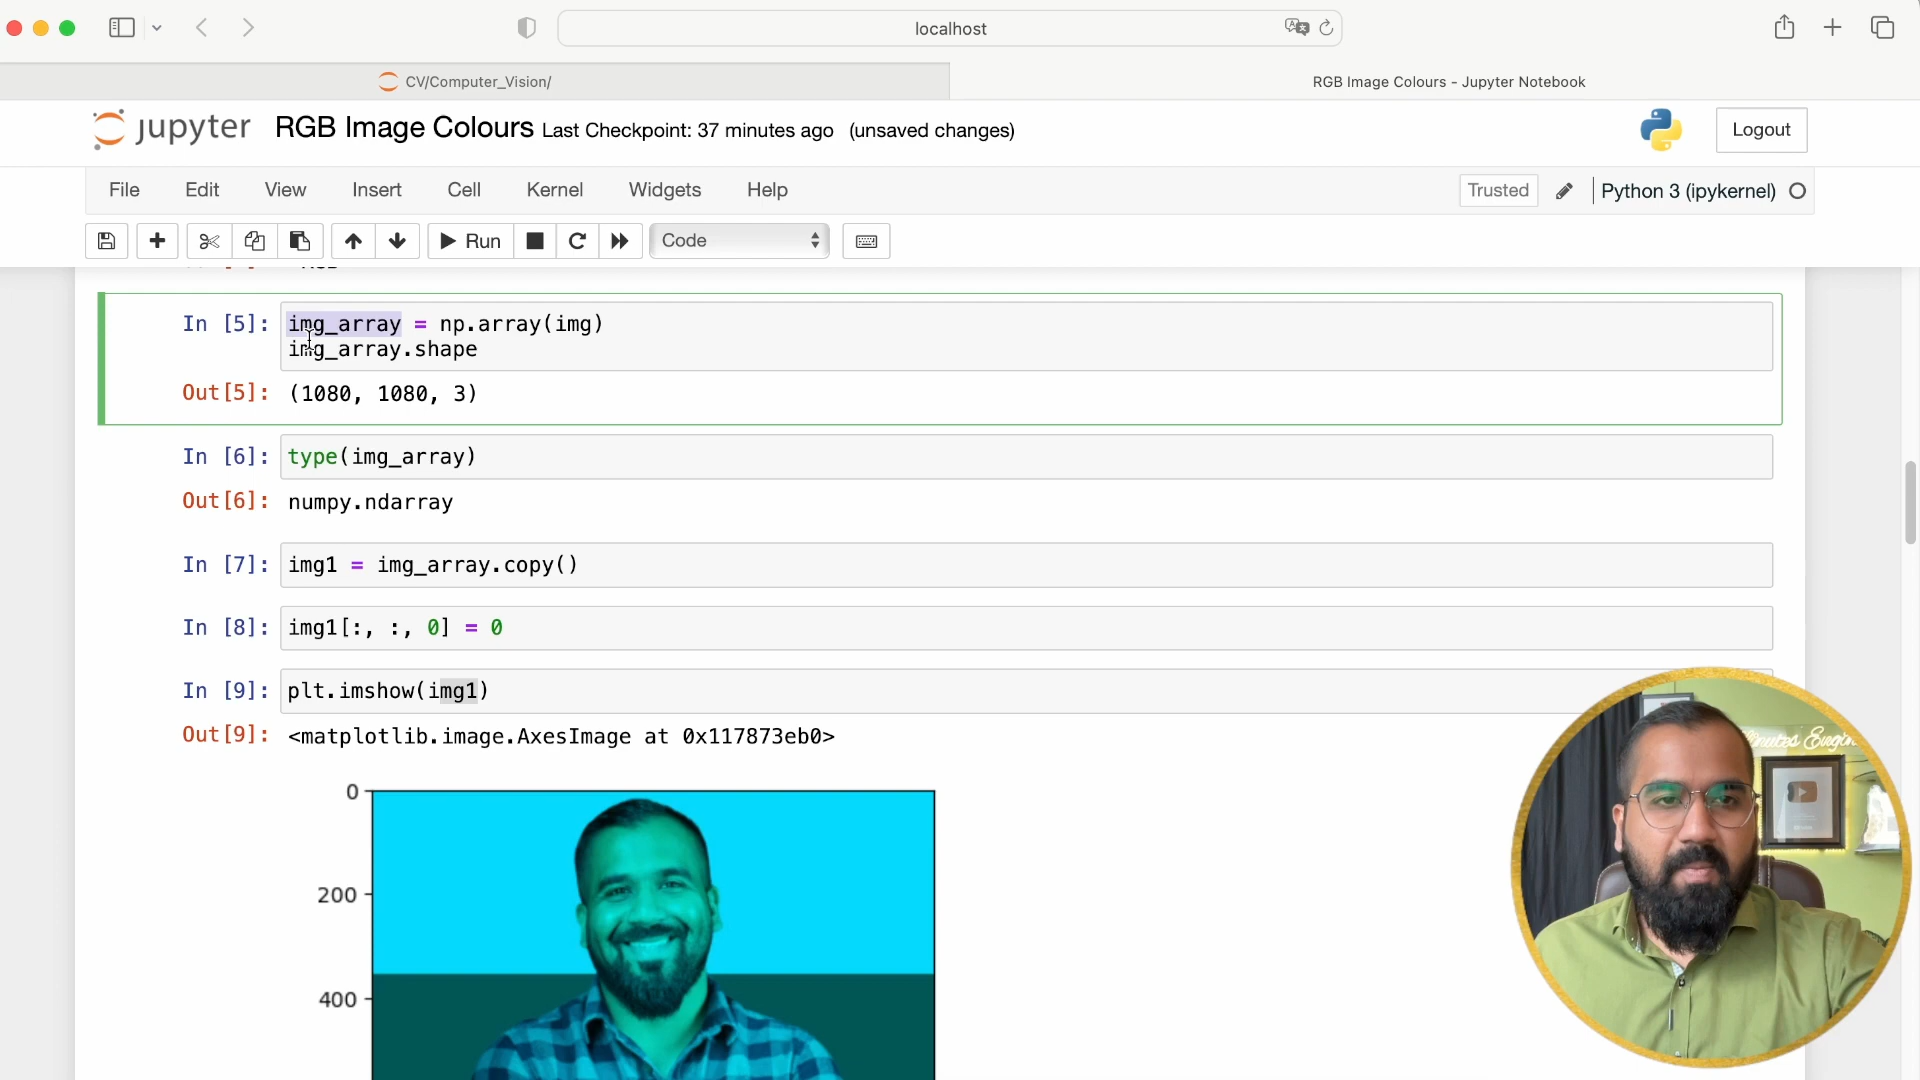 localhost
CV/Computer_Vision/
RGB Image Colours - Jupyter Notebook
jupyter RGB Image Colours Last Checkpoint: 37 minutes ago (unsaved changes)
Logout
File Edit View Insert Cell Kernel Widgets Help
Trusted Python 3 (ipykernel)
Run Code
In [5]: img_array = np.array(img)
img_array.shape
Out[5]: (1080, 1080, 3)
In [6]: type(img_array)
Out[6]: numpy.ndarray
In [7]: img1 = img_array.copy()
In [8]: img1[:, :, 0] = 0
In [9]: plt.imshow(img1)
Out[9]: <matplotlib.image.AxesImage at 0x117873eb0>
0
200
400